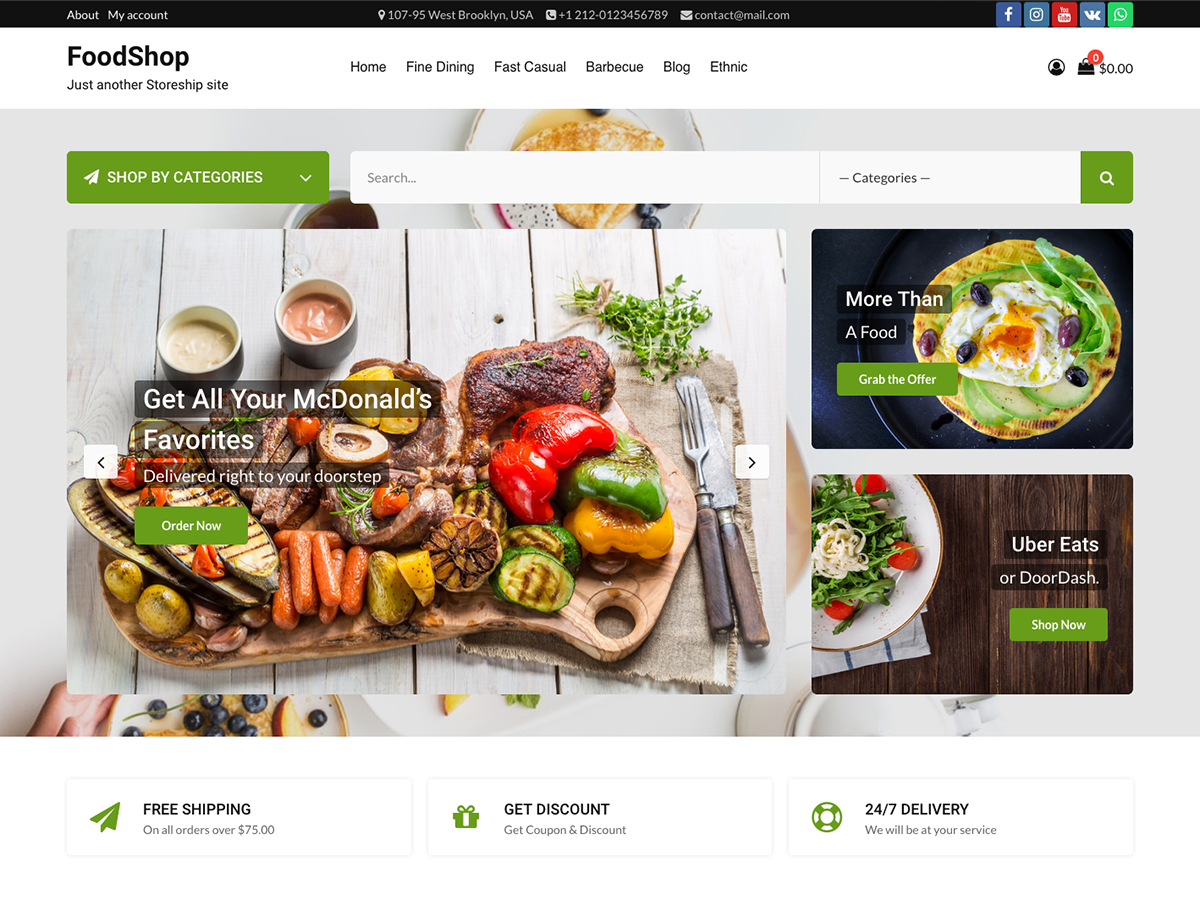 About My account
107-95 West Brooklyn, USA +1 212-0123456789 contact@mail.com
You
Tube
FoodShop
Just another Storeship site
Home Fine Dining Fast Casual Barbecue Blog Ethnic
0
$0.00
SHOP BY CATEGORIES
Search...
— Categories —
Get All Your McDonald’s
Favorites
Delivered right to your doorstep
Order Now
More Than
A Food
Grab the Offer
Uber Eats
or DoorDash.
Shop Now
FREE SHIPPING
On all orders over $75.00
GET DISCOUNT
Get Coupon & Discount
24/7 DELIVERY
We will be at your service